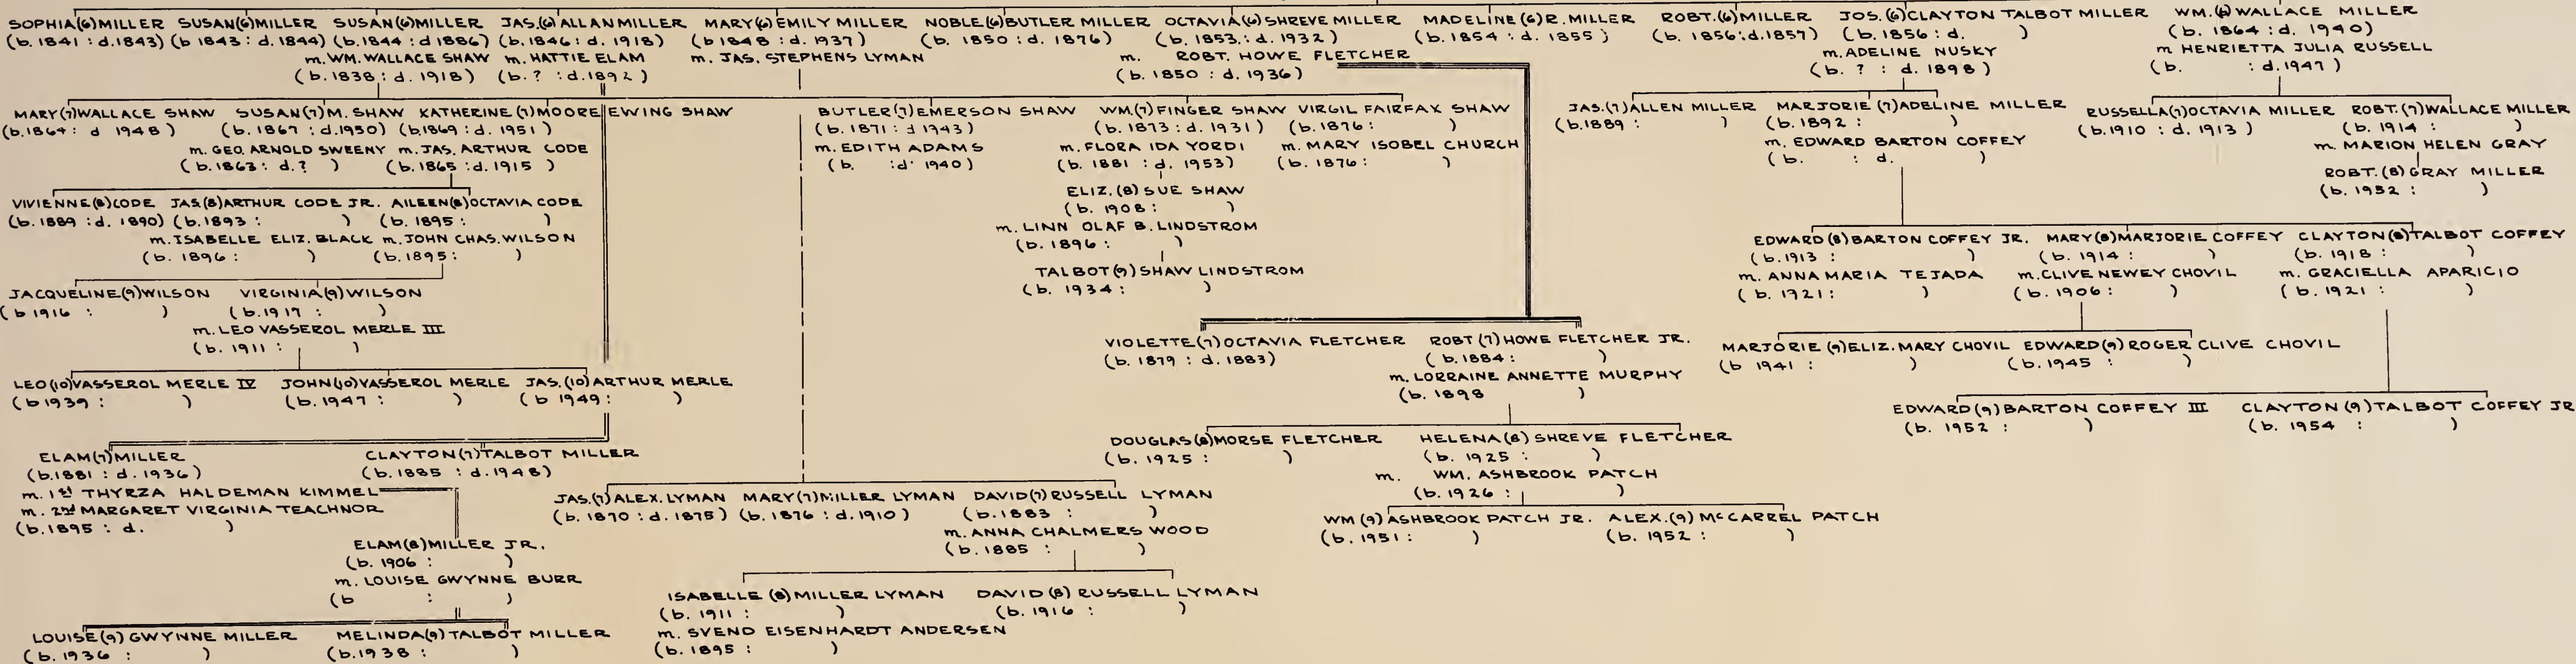 SOPHIA(6)MILLER SUSAN(6)MILLER SUSAN(6)MILLER JAS.(6)ALLAN MILLER MARY(6)EMILY MILLER NOBLE(6)BUTLER MILLER OCTAVIA(6)SHREVE MILLER MADELINE(6)R.MILLER ROBT.(6)MILLER JOS.(6)CLAYTON TALBOT MILLER WM.(6)WALLACE MILLER
(b. 1841 : d. 1843) (b 1843 : d. 1844) (b. 1844 : d 1886) (b. 1846 : d. 1918) (b 1848 : d. 1937) (b. 1850 : d. 1876) (b. 1853. : d. 1932) (b. 1854 : d. 1855) (b. 1856 : d. 1857) (b. 1856 : d. ) (b. 1864 : d. 1940)
m. WM. WALLACE SHAW m. HATTIE ELAM m. JAS. STEPHENS LYMAN m. ROBT. HOWE FLETCHER m. ADELINE NUSKY m HENRIETTA JULIA RUSSELL
(b. 1838 : d. 1918) (b. ? : d. 1892) (b. 1850 : d. 1936) (b. ? : d. 1898) (b. : d. 1947)
MARY(7)WALLACE SHAW SUSAN(7)M. SHAW KATHERINE(7)MOORE EWING SHAW BUTLER(7)EMERSON SHAW WM.(7)FINGER SHAW VIRGIL FAIRFAX SHAW JAS.(7)ALLEN MILLER MARJORIE(7)ADELINE MILLER RUSSELLA(7)OCTAVIA MILLER ROBT.(7)WALLACE MILLER
(b. 1864 : d 1948) (b. 1867 : d. 1950) (b. 1869 : d. 1951) (b. 1871 : d 1943) (b. 1873 : d. 1931) (b. 1876 : ) (b. 1889 : ) (b. 1892 : ) (b. 1910 : d. 1913) (b. 1914 : )
m. GEO. ARNOLD SWEENY m. JAS. ARTHUR CODE m. EDITH ADAMS m. FLORA IDA YORDI m. MARY ISOBEL CHURCH m. EDWARD BARTON COFFEY m. MARION HELEN GRAY
(b. 1863 : d. ? ) (b. 1865 : d. 1915 ) (b. : d. 1940) (b. 1881 : d. 1953) (b. 1876 : ) (b. : d. )
ROBT.(8)GRAY MILLER
(b. 1952 : )
ELIZ.(8)SUE SHAW
(b. 1908 : )
m. LINN OLAF B. LINDSTROM
(b. 1896 : )
TALBOT(9)SHAW LINDSTROM
(b. 1934 : )
VIVIENNE(8)CODE JAS(8)ARTHUR CODE JR. AILEEN(8)OCTAVIA CODE
(b. 1889 : d. 1890) (b. 1893 : ) (b. 1895 : )
m. ISABELLE ELIZ. BLACK m. JOHN CHAS. WILSON
(b. 1896 : ) (b. 1895 : )
JACQUELINE(9)WILSON VIRGINIA(9)WILSON
(b 1916 : ) (b. 1917 : )
m. LEO VASSEROL MERLE III
(b. 1911 : )
LEO(10)VASSEROL MERLE IV JOHN(10)VASSEROL MERLE JAS.(10)ARTHUR MERLE
(b 1939 : ) (b. 1947 : ) (b 1949 : )
EDWARD(8)BARTON COFFEY JR. MARY(8)MARJORIE COFFEY CLAYTON(8)TALBOT COFFEY
(b. 1913 : ) (b. 1914 : ) (b. 1918 : )
m. ANNA MARIA TEJADA m. CLIVE NEWEY CHOVIL m. GRACIELLA APARICIO
(b. 1921 : ) (b. 1906 : ) (b. 1921 : )
MARJORIE(9)ELIZ. MARY CHOVIL EDWARD(9)ROGER CLIVE CHOVIL
(b 1941 : ) (b. 1945 : )
EDWARD(9)BARTON COFFEY III CLAYTON(9)TALBOT COFFEY JR
(b. 1952 : ) (b. 1954 : )
VIOLETTE(7)OCTAVIA FLETCHER ROBT(7)HOWE FLETCHER JR.
(b. 1879 : d. 1883) (b. 1884 : )
m. LORRAINE ANNETTE MURPHY
(b. 1898 )
DOUGLAS(8)MORSE FLETCHER HELENA(8)SHREVE FLETCHER
(b. 1925 : ) (b. 1925 : )
m. WM. ASHBROOK PATCH
(b. 1926 : )
WM(9)ASHBROOK PATCH JR. ALEX.(9)McCARREL PATCH
(b. 1951 : ) (b. 1952 : )
ELAM(7)MILLER CLAYTON(7)TALBOT MILLER
(b. 1881 : d. 1936) (b. 1885 : d. 1948)
m. 1st THYRZA HALDEMAN KIMMEL
m. 2nd MARGARET VIRGINIA TEACHNOR
(b. 1895 : d. )
ELAM(8)MILLER JR.
(b. 1906 : )
m. LOUISE GWYNNE BURR
(b : )
LOUISE(9)GWYNNE MILLER MELINDA(9)TALBOT MILLER
(b. 1936 : ) (b. 1938 : )
JAS.(7)ALEX. LYMAN MARY(7)MILLER LYMAN DAVID(7)RUSSELL LYMAN
(b. 1870 : d. 1875) (b. 1876 : d. 1910) (b. 1883 : )
m. ANNA CHALMERS WOOD
(b. 1885 : )
ISABELLE(8)MILLER LYMAN DAVID(8)RUSSELL LYMAN
(b. 1911 : ) (b. 1916 : )
m. SVEND EISENHARDT ANDERSEN
(b. 1895 : )